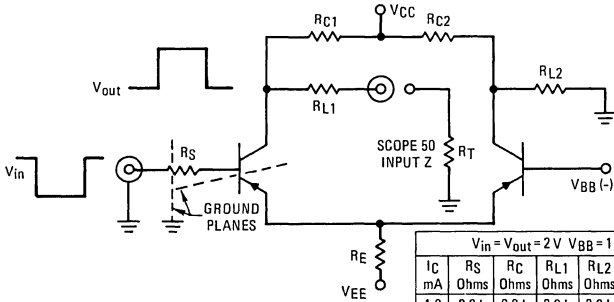 VCC
RC1
RC2
Vout
RL1
RL2
RS
SCOPE 50
INPUT Z
RT
Vin
VBB (-)
GROUND
PLANES
RE
VEE
Vin = Vout = 2 V VBB = 1
IC RS RC RL1 RL2
mA Ohms Ohms Ohms Ohms